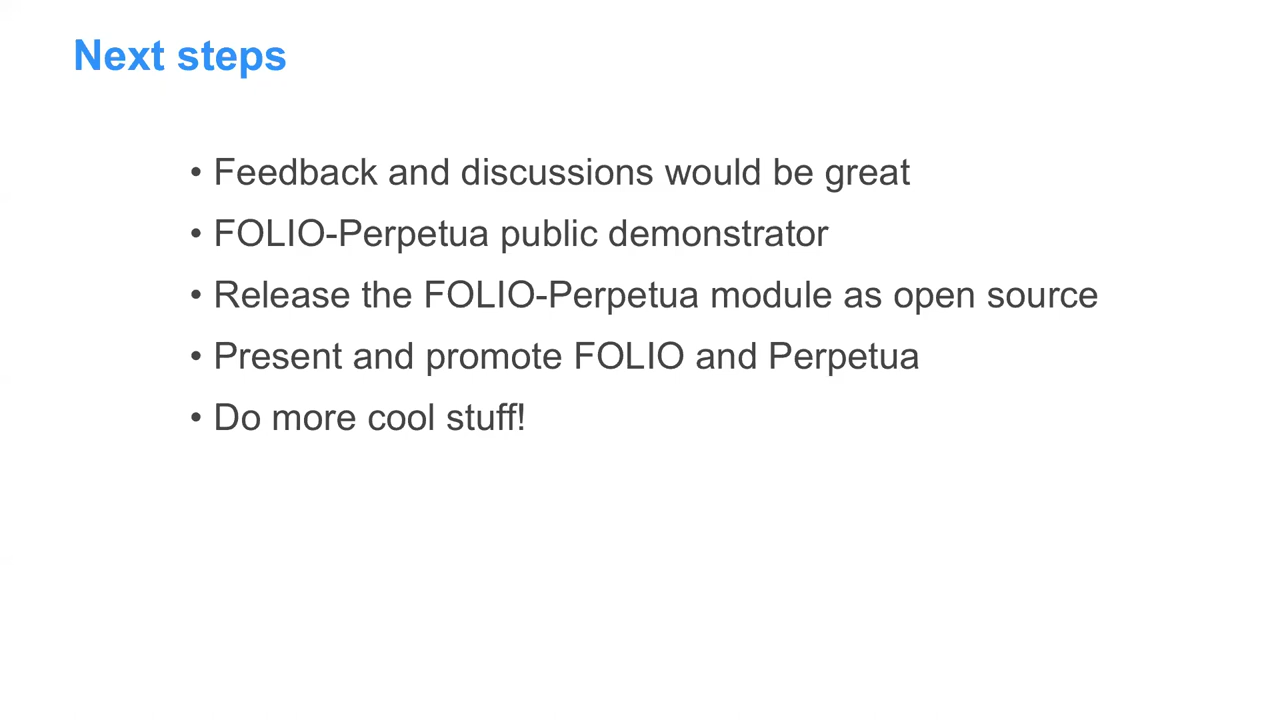 Next steps
• Feedback and discussions would be great
• FOLIO-Perpetua public demonstrator
• Release the FOLIO-Perpetua module as open source
• Present and promote FOLIO and Perpetua
• Do more cool stuff!